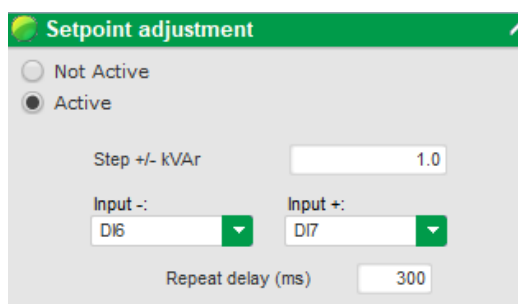 Setpoint adjustment
Not Active
Active
Step +/- kVAr 1.0
Input -: Input +:
DI6 DI7
Repeat delay (ms) 300